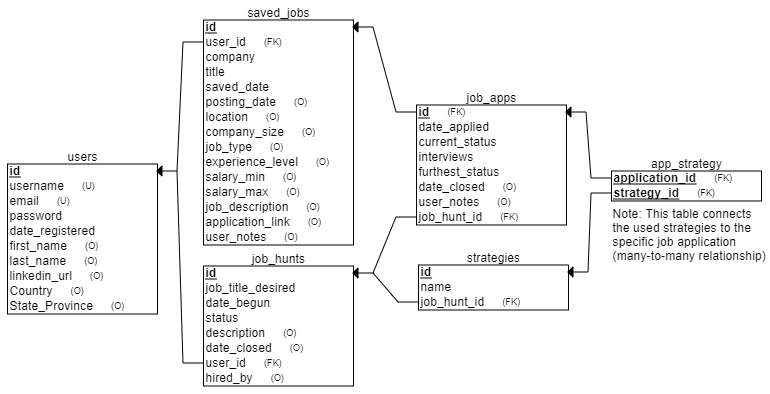 saved_jobs
id
user_id (FK)
company
title
saved_date
posting_date (O)
location (O)
company_size (O)
job_type (O)
experience_level (O)
salary_min (O)
salary_max (O)
job_description (O)
application_link (O)
user_notes (O)
users
id
username (U)
email (U)
password
date_registered
first_name (O)
last_name (O)
linkedin_url (O)
Country (O)
State_Province (O)
job_hunts
id
job_title_desired
date_begun
status
description (O)
date_closed (O)
user_id (FK)
hired_by (O)
job_apps
id (FK)
date_applied
current_status
interviews
furthest_status
date_closed (O)
user_notes (O)
job_hunt_id (FK)
strategies
id
name
job_hunt_id (FK)
app_strategy
application_id (FK)
strategy_id (FK)
Note: This table connects
the used strategies to the
specific job application
(many-to-many relationship)